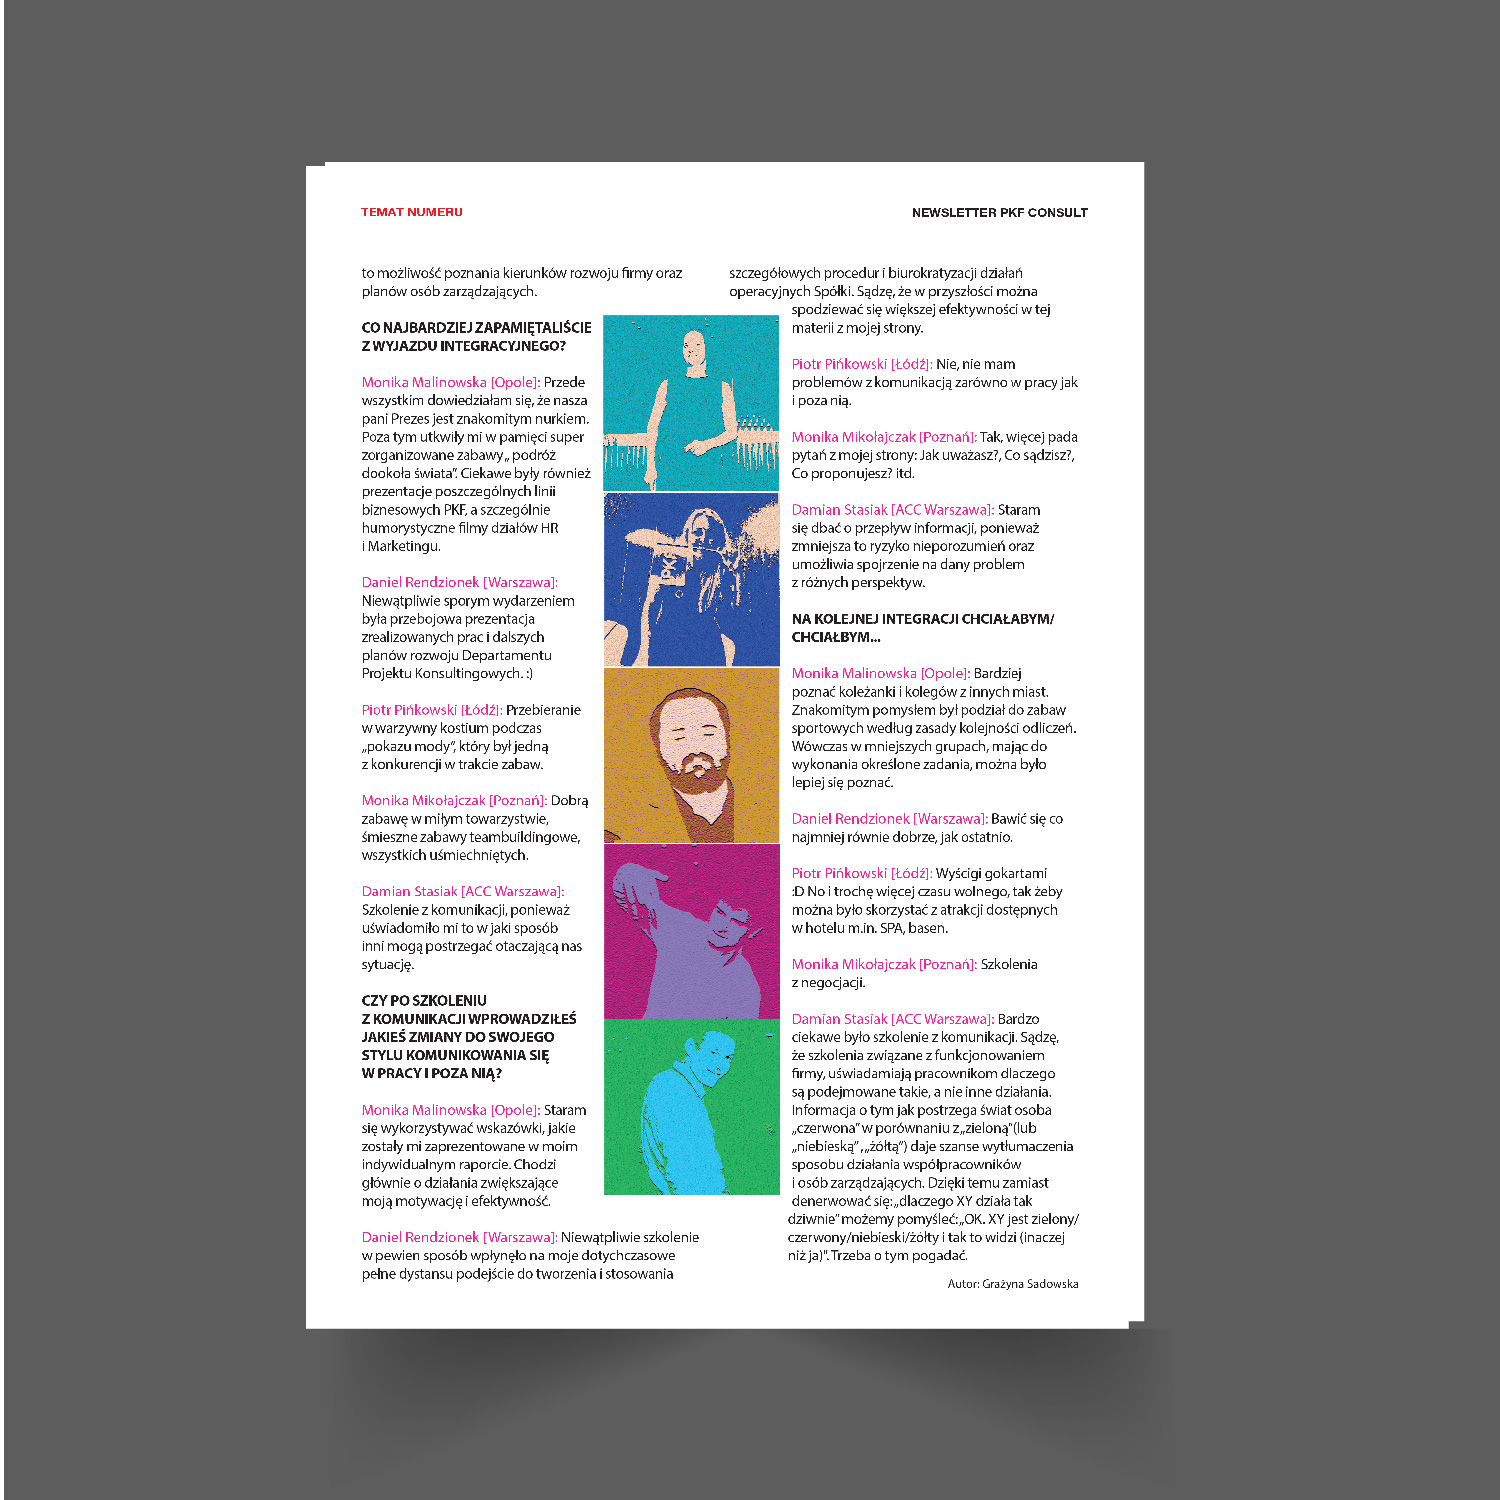 TEMAT NUMERU
NEWSLETTER PKF CONSULT
to możliwość poznania kierunków rozwoju firmy oraz
planów osób zarządzających.
CO NAJBARDZIEJ ZAPAMIĘTALIŚCIE
Z WYJAZDU INTEGRACYJNEGO?
Monika Malinowska [Opole]: Przede
wszystkim dowiedziałam się, że nasza
pani Prezes jest znakomitym nurkiem.
Poza tym utkwiły mi w pamięci super
zorganizowane zabawy „ podróż
dookoła świata”. Ciekawe były również
prezentacje poszczególnych linii
biznesowych PKF, a szczególnie
humorystyczne filmy działów HR
i Marketingu.
Daniel Rendzionek [Warszawa]:
Niewątpliwie sporym wydarzeniem
była przebojowa prezentacja
zrealizowanych prac i dalszych
planów rozwoju Departamentu
Projektu Konsultingowych. :)
Piotr Pińkowski [Łódź]: Przebieranie
w warzywny kostium podczas
„pokazu mody”, który był jedną
z konkurencji w trakcie zabaw.
Monika Mikołajczak [Poznań]: Dobrą
zabawę w miłym towarzystwie,
śmieszne zabawy teambuildingowe,
wszystkich uśmiechniętych.
Damian Stasiak [ACC Warszawa]:
Szkolenie z komunikacji, ponieważ
uświadomiło mi to w jaki sposób
inni mogą postrzegać otaczającą nas
sytuację.
CZY PO SZKOLENIU
Z KOMUNIKACJI WPROWADZIŁEŚ
JAKIEŚ ZMIANY DO SWOJEGO
STYLU KOMUNIKOWANIA SIĘ
W PRACY I POZA NIĄ?
Monika Malinowska [Opole]: Staram
się wykorzystywać wskazówki, jakie
zostały mi zaprezentowane w moim
indywidualnym raporcie. Chodzi
głównie o działania zwiększające
moją motywację i efektywność.
Daniel Rendzionek [Warszawa]: Niewątpliwie szkolenie
w pewien sposób wpłynęło na moje dotychczasowe
pełne dystansu podejście do tworzenia i stosowania
PKF
szczegółowych procedur i biurokratyzacji działań
operacyjnych Spółki. Sądzę, że w przyszłości można
spodziewać się większej efektywności w tej
materii z mojej strony.
Piotr Pińkowski [Łódź]: Nie, nie mam
problemów z komunikacją zarówno w pracy jak
i poza nią.
Monika Mikołajczak [Poznań]: Tak, więcej pada
pytań z mojej strony: Jak uważasz?, Co sądzisz?,
Co proponujesz? itd.
Damian Stasiak [ACC Warszawa]: Staram
się dbać o przepływ informacji, ponieważ
zmniejsza to ryzyko nieporozumień oraz
umożliwia spojrzenie na dany problem
z różnych perspektyw.
NA KOLEJNEJ INTEGRACJI CHCIAŁABYM/
CHCIAŁBYM...
Monika Malinowska [Opole]: Bardziej
poznać koleżanki i kolegów z innych miast.
Znakomitym pomysłem był podział do zabaw
sportowych według zasady kolejności odliczeń.
Wówczas w mniejszych grupach, mając do
wykonania określone zadania, można było
lepiej się poznać.
Daniel Rendzionek [Warszawa]: Bawić się co
najmniej równie dobrze, jak ostatnio.
Piotr Pińkowski [Łódź]: Wyścigi gokartami
:D No i trochę więcej czasu wolnego, tak żeby
można było skorzystać z atrakcji dostępnych
w hotelu m.in. SPA, basen.
Monika Mikołajczak [Poznań]: Szkolenia
z negocjacji.
Damian Stasiak [ACC Warszawa]: Bardzo
ciekawe było szkolenie z komunikacji. Sądzę,
że szkolenia związane z funkcjonowaniem
firmy, uświadamiają pracownikom dlaczego
są podejmowane takie, a nie inne działania.
Informacja o tym jak postrzega świat osoba
„czerwona” w porównaniu z „zieloną”(lub
„niebieską”, „żółtą”) daje szanse wytłumaczenia
sposobu działania współpracowników
i osób zarządzających. Dzięki temu zamiast
denerwować się: „dlaczego XY działa tak
dziwnie” możemy pomyśleć: „OK. XY jest zielony/
czerwony/niebieski/żółty i tak to widzi (inaczej
niż ja)”. Trzeba o tym pogadać.
Autor: Grażyna Sadowska